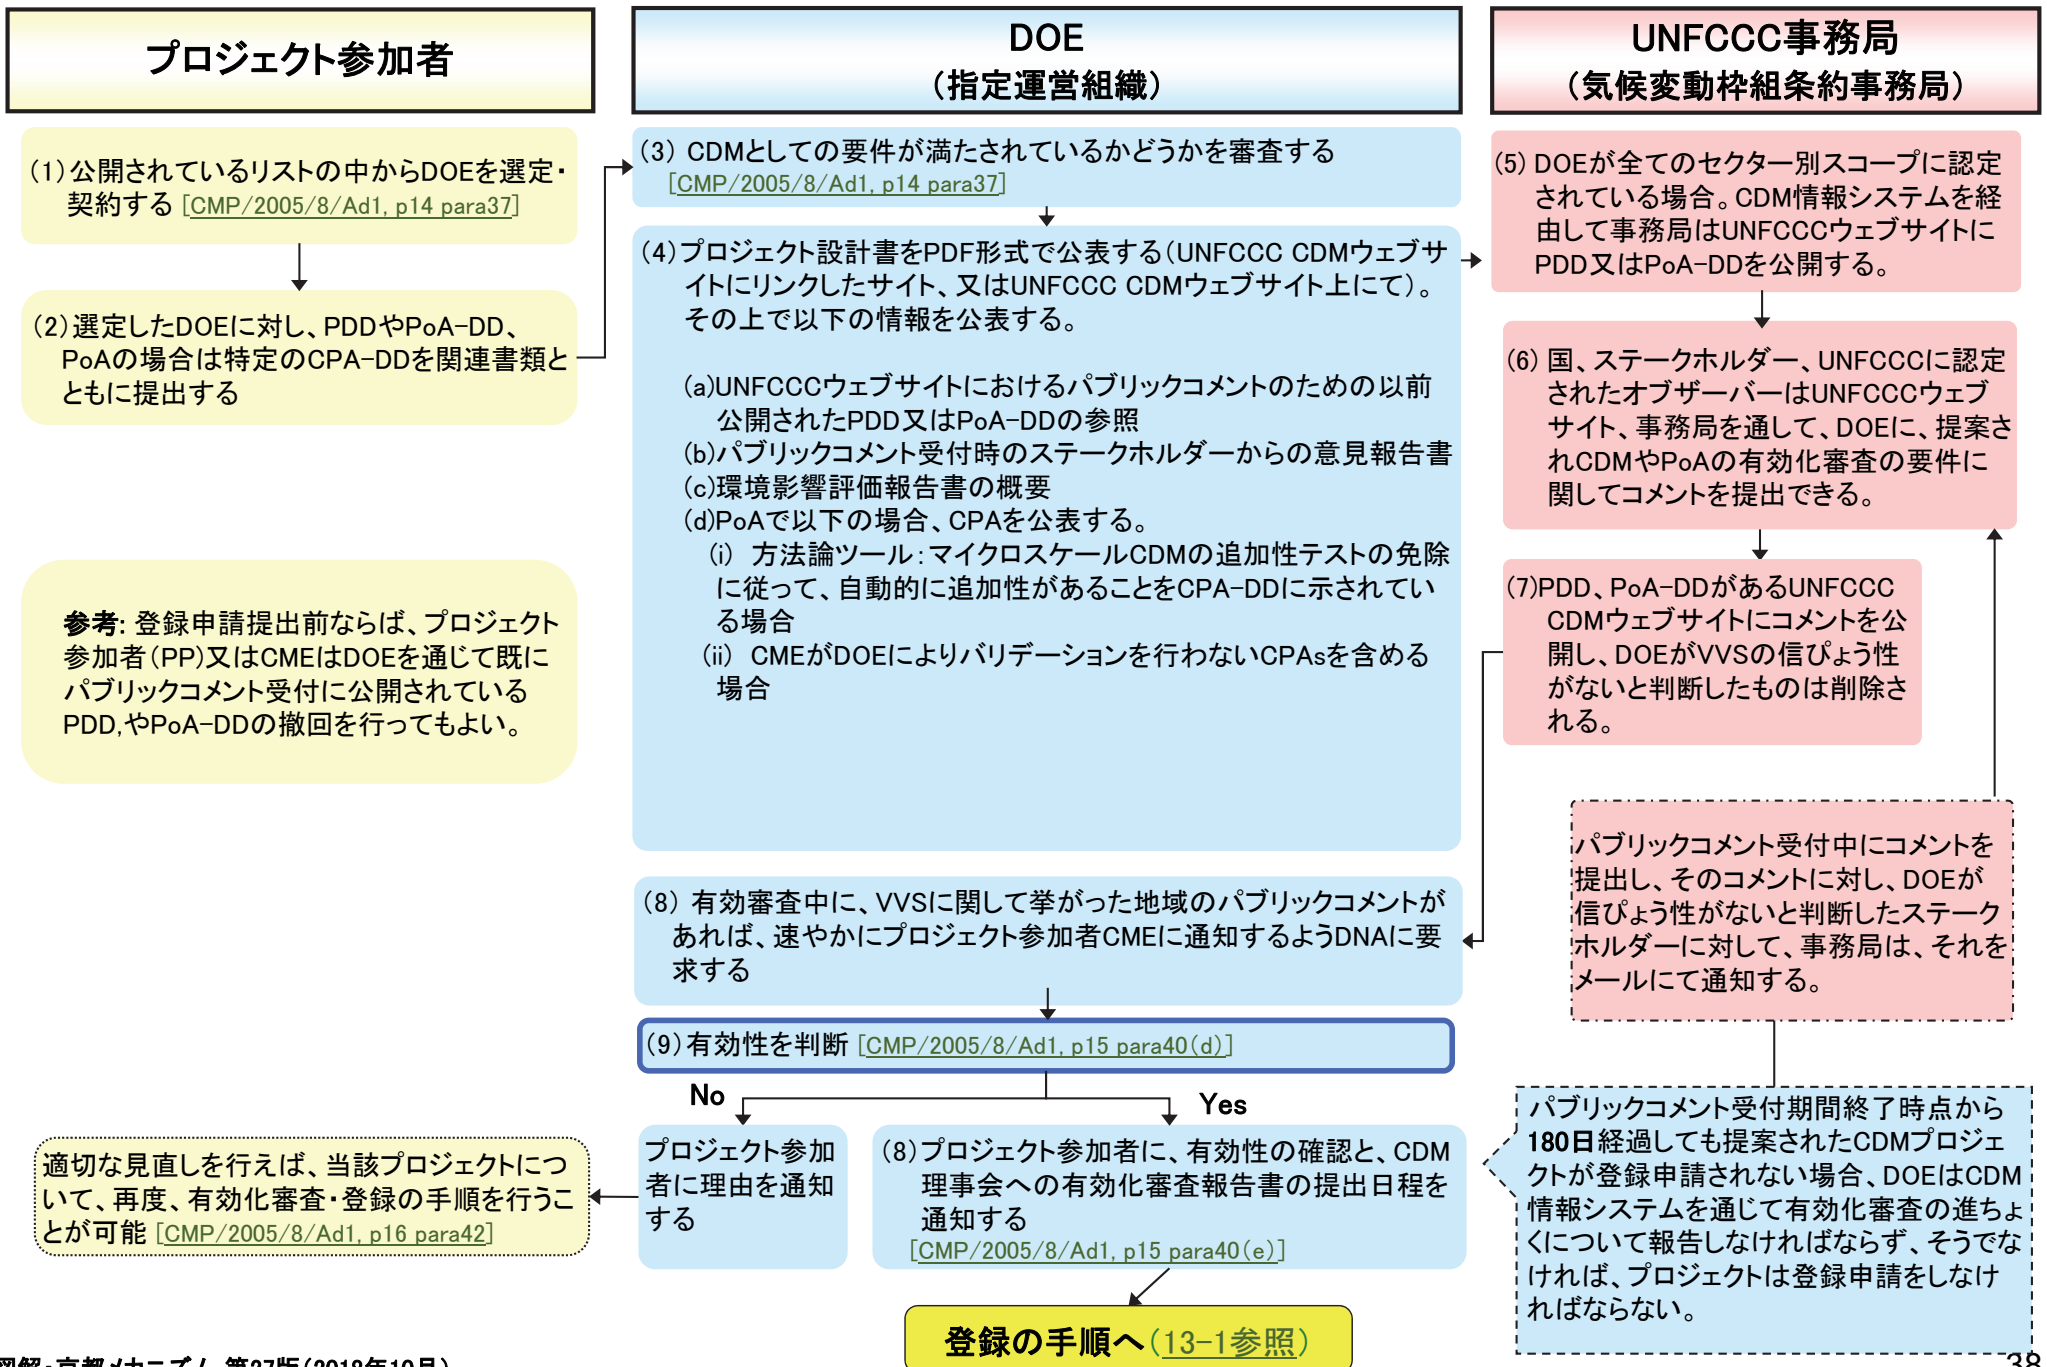 プロジェクト参加者
DOE
(指定運営組織)
UNFCCC事務局
(気候変動枠組条約事務局)
(1)公開されているリストの中からDOEを選定・
契約する [CMP/2005/8/Ad1, p14 para37]
(2)選定したDOEに対し、PDDやPoA-DD、
PoAの場合は特定のCPA-DDを関連書類と
ともに提出する
参考: 登録申請提出前ならば、プロジェクト
参加者(PP)又はCMEはDOEを通じて既に
パブリックコメント受付に公開されている
PDD,やPoA-DDの撤回を行ってもよい。
(3) CDMとしての要件が満たされているかどうかを審査する
[CMP/2005/8/Ad1, p14 para37]
(4)プロジェクト設計書をPDF形式で公表する(UNFCCC CDMウェブサ
イトにリンクしたサイト、又はUNFCCC CDMウェブサイト上にて)。
その上で以下の情報を公表する。
(a)UNFCCCウェブサイトにおけるパブリックコメントのための以前
公開されたPDD又はPoA-DDの参照
(b)パブリックコメント受付時のステークホルダーからの意見報告書
(c)環境影響評価報告書の概要
(d)PoAで以下の場合、CPAを公表する。
(i) 方法論ツール:マイクロスケールCDMの追加性テストの免除
に従って、自動的に追加性があることをCPA-DDに示されてい
る場合
(ii) CMEがDOEによりバリデーションを行わないCPAsを含める
場合
(5) DOEが全てのセクター別スコープに認定
されている場合。CDM情報システムを経
由して事務局はUNFCCCウェブサイトに
PDD又はPoA-DDを公開する。
(6) 国、ステークホルダー、UNFCCCに認定
されたオブザーバーはUNFCCCウェブ
サイト、事務局を通して、DOEに、提案さ
れCDMやPoAの有効化審査の要件に
関してコメントを提出できる。
(7)PDD、PoA-DDがあるUNFCCC
CDMウェブサイトにコメントを公
開し、DOEがVVSの信ぴょう性
がないと判断したものは削除さ
れる。
パブリックコメント受付中にコメントを
提出し、そのコメントに対し、DOEが
信ぴょう性がないと判断したステーク
ホルダーに対して、事務局は、それを
メールにて通知する。
(8) 有効審査中に、VVSに関して挙がった地域のパブリックコメントが
あれば、速やかにプロジェクト参加者CMEに通知するようDNAに要
求する
(9)有効性を判断 [CMP/2005/8/Ad1, p15 para40(d)]
No
Yes
適切な見直しを行えば、当該プロジェクトにつ
いて、再度、有効化審査・登録の手順を行うこ
とが可能 [CMP/2005/8/Ad1, p16 para42]
プロジェクト参加
者に理由を通知
する
(8)プロジェクト参加者に、有効性の確認と、CDM
理事会への有効化審査報告書の提出日程を
通知する
[CMP/2005/8/Ad1, p15 para40(e)]
パブリックコメント受付期間終了時点から
180日経過しても提案されたCDMプロジェ
クトが登録申請されない場合、DOEはCDM
情報システムを通じて有効化審査の進ちょ
くについて報告しなければならず、そうでな
ければ、プロジェクトは登録申請をしなけ
ればならない。
登録の手順へ(13-1参照)
図解・京都メカニズム 第27版(2018年10月)
38